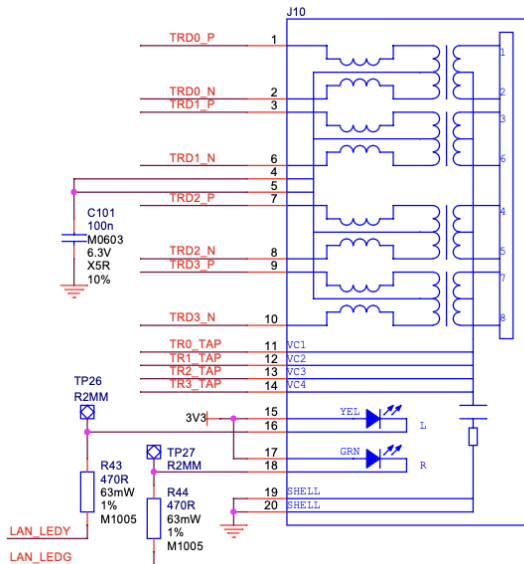 J10
TRD0_P
1
1
TRD0_N
2
2
TRD1_P
3
3
TRD1_N
6
6
4
5
TRD2_P
7
4
C101
100n
M0603
6.3V
X5R
10%
TRD2_N
8
5
TRD3_P
9
7
TRD3_N
10
8
TR0_TAP
11
VC1
TR1_TAP
12
VC2
TR2_TAP
13
VC3
TR3_TAP
14
VC4
TP26
R2MM
3V3
15
YEL
16
L
17
GRN
18
R
TP27
R2MM
R43
470R
63mW
1%
M1005
R44
470R
63mW
1%
M1005
19
SHELL
20
SHELL
LAN_LEDY
LAN_LEDG